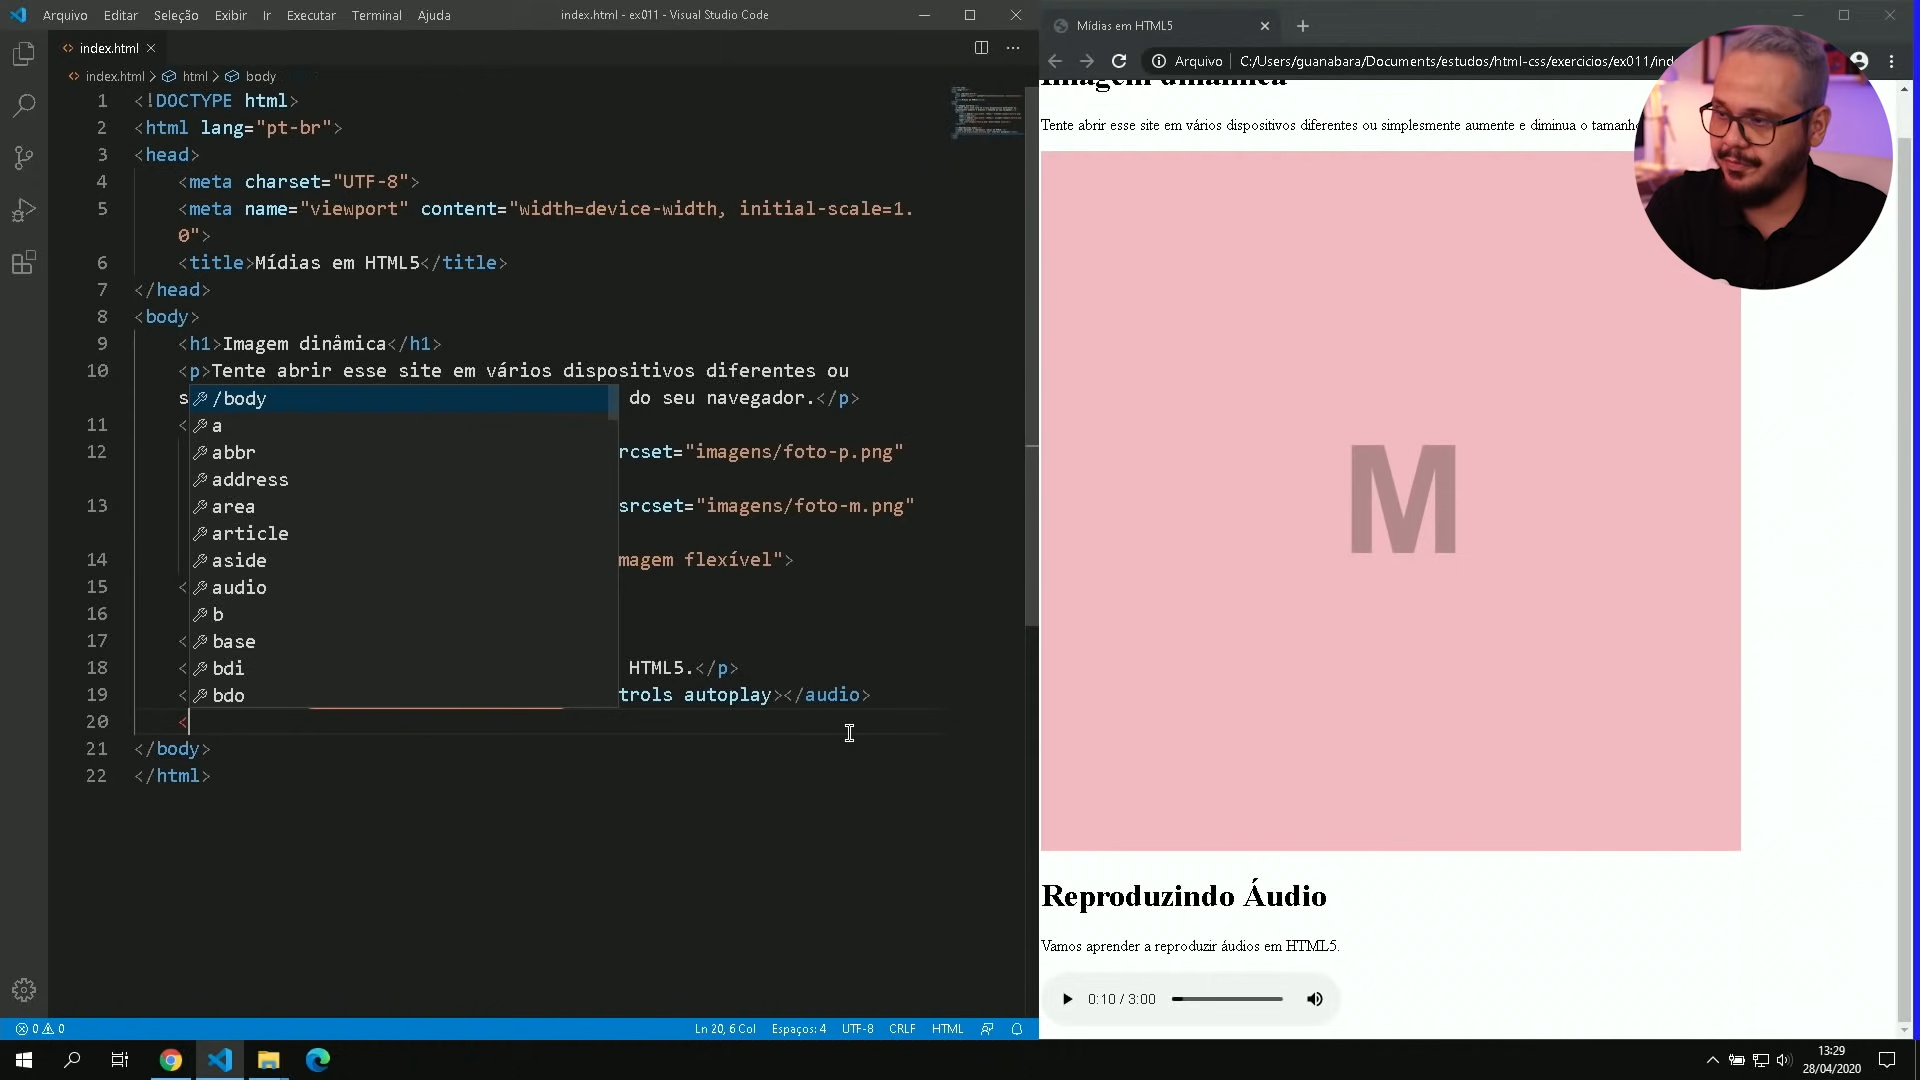 Arquivo Editar Seleção Exibir Ir Executar Terminal Ajuda
index.html - ex011 - Visual Studio Code
index.html
index.html > html > body
1 <!DOCTYPE html>
2 <html lang="pt-br">
3 <head>
4 <meta charset="UTF-8">
5 <meta name="viewport" content="width=device-width, initial-scale=1.
0">
6 <title>Mídias em HTML5</title>
7 </head>
8 <body>
9 <h1>Imagem dinâmica</h1>
10 <p>Tente abrir esse site em vários dispositivos diferentes ou
s do seu navegador.</p>
11 <
12 rcset="imagens/foto-p.png"
13 srcset="imagens/foto-m.png"
14 magem flexível">
15 <
16
17 <
18 < HTML5.</p>
19 < trols autoplay></audio>
20 <
21 </body>
22 </html>
/body
a
abbr
address
area
article
aside
audio
b
base
bdi
bdo
0 0
Ln 20, 6 Col Espaços: 4 UTF-8 CRLF HTML
Mídias em HTML5
Arquivo | C:/Users/guanabara/Documents/estudos/html-css/exercicios/ex011/ind
Imagem dinâmica
Tente abrir esse site em vários dispositivos diferentes ou simplesmente aumente e diminua o tamanho
M
Reproduzindo Áudio
Vamos aprender a reproduzir áudios em HTML5.
0:10 / 3:00
13:29
28/04/2020